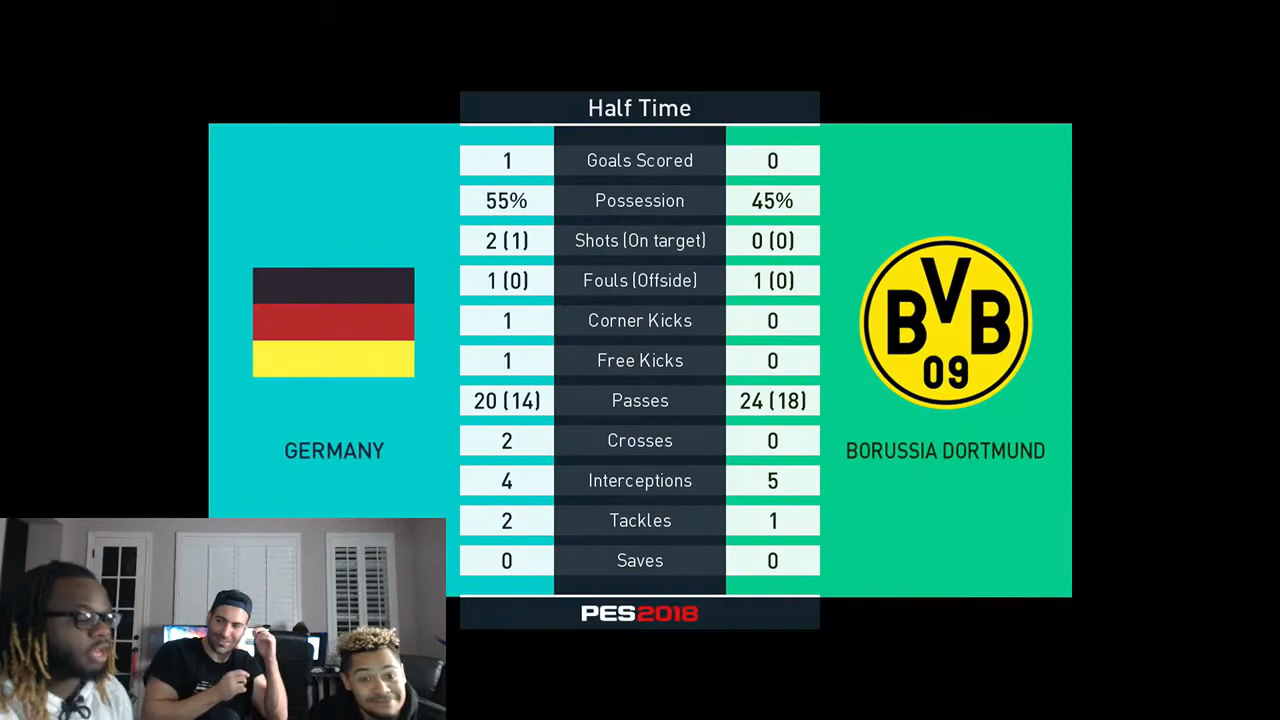 Half Time
1 Goals Scored 0
55% Possession 45%
2 (1) Shots (On target) 0 (0)
1 (0) Fouls (Offside) 1 (0)
1 Corner Kicks 0
1 Free Kicks 0
20 (14) Passes 24 (18)
2 Crosses 0
4 Interceptions 5
2 Tackles 1
0 Saves 0
PES2018
GERMANY
BVB
09
BORUSSIA DORTMUND